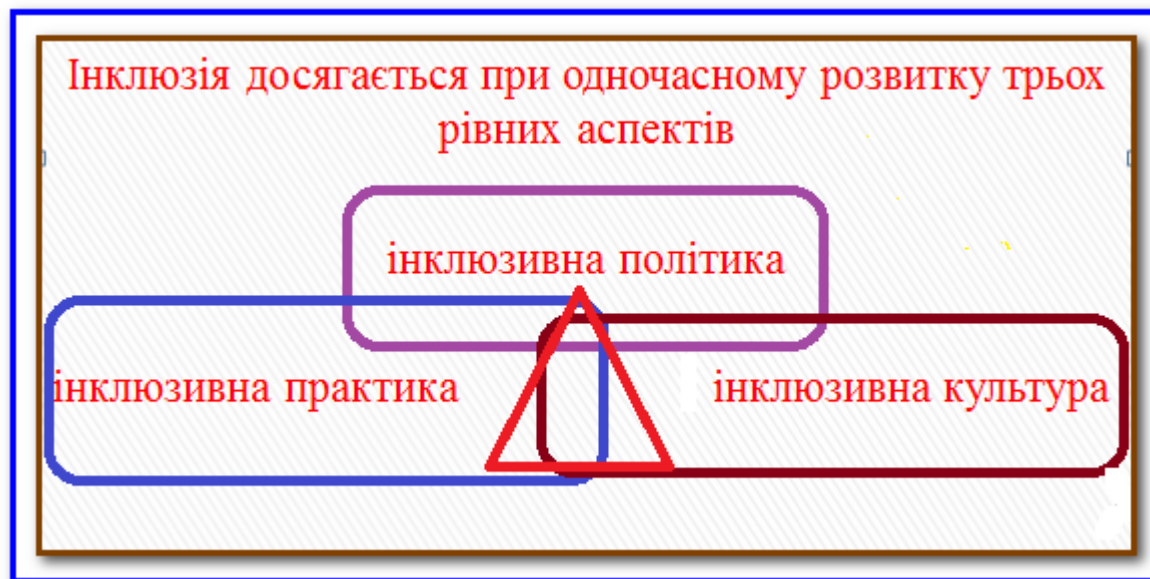 Інклюзія досягається при одночасному розвитку трьох
рівних аспектів
інклюзивна політика
інклюзивна практика
інклюзивна культура